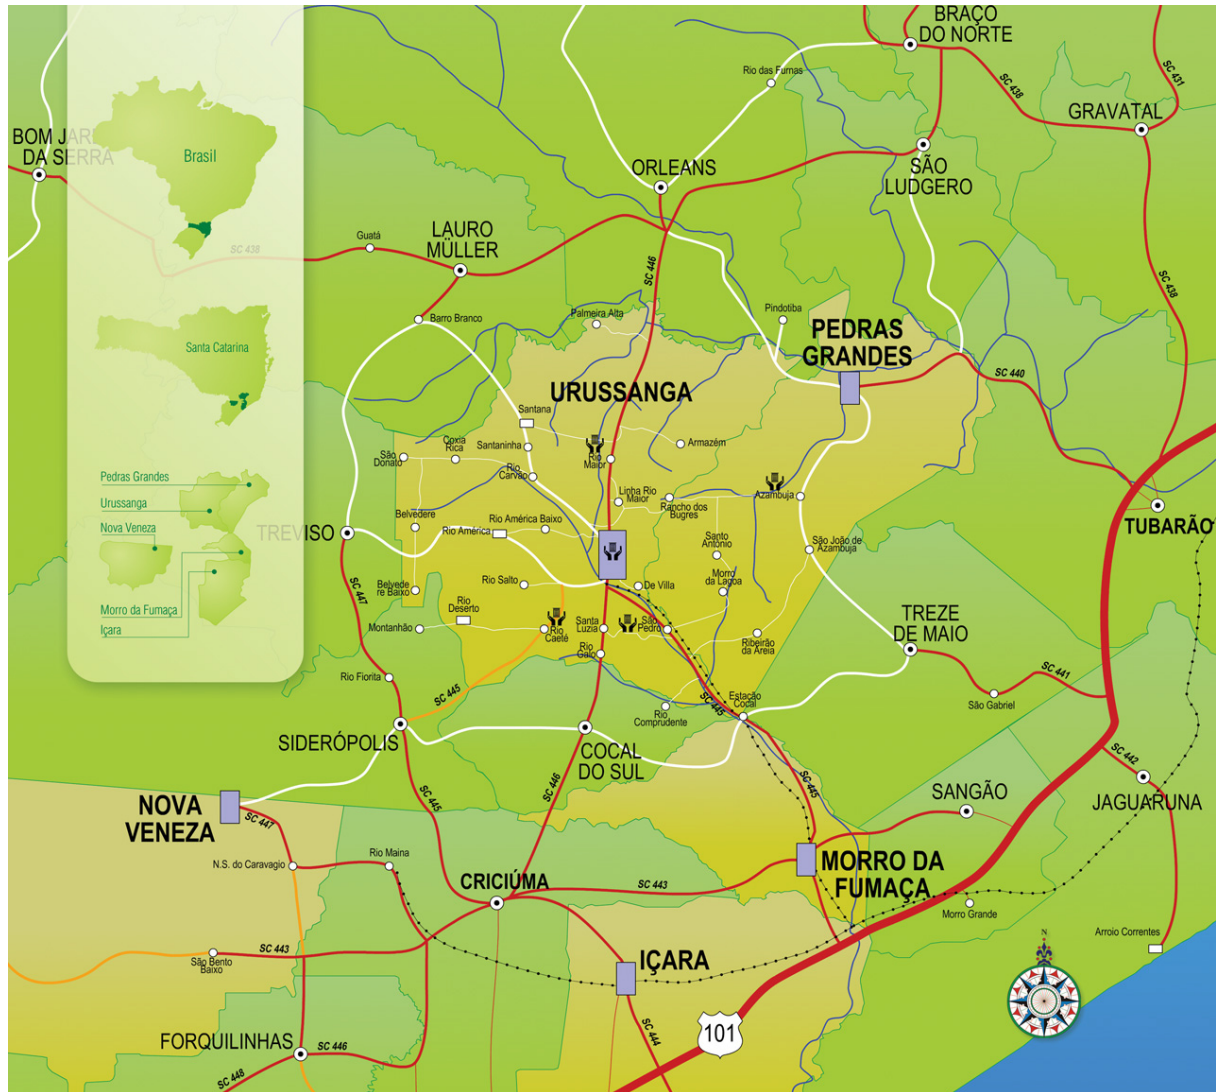 BRAÇO
DO NORTE
Rio das Furnas
SC 438
SC 431
GRAVATAL
BOM JARI
DA SERRA
Brasil
ORLEANS
SÃO
LUDGERO
LAURO
MÜLLER
Guatá
SC 438
SC 446
SC 438
Barro Branco
Palmeira Alta
Pindotiba
PEDRAS
GRANDES
Santa Catarina
SC 440
URUSSANGA
Santana
Coxia
Rica
Santaninha
São
Donato
Rio
Carvão
Rio
Maior
Armazém
Pedras Grandes
Urussanga
Nova Veneza
Linha Rio
Maior
Rancho dos
Bugres
Azambuja
Belvedere
Rio América
Rio América Baixo
TREVISO
TUBARÃO
Santo
Antônio
São João de
Azambuja
Belvede
re Baixo
Rio Salto
De Villa
Morro
da Lagoa
SC 447
Morro da Fumaça
Içara
Rio
Deserto
Montanhão
Rio
Caeté
Santa
Luzia
São
Pedro
Ribeirão
da Areia
TREZE
DE MAIO
Rio
Galo
Rio Fiorita
SC 445
SC 441
São Gabriel
Estação
Cocal
SC 445
Rio
Comprudente
SIDERÓPOLIS
COCAL
DO SUL
SC 442
JAGUARUNA
SC 445
SC 446
SC 445
SANGÃO
NOVA
VENEZA
SC 447
N.S. do Caravagio
Rio Maina
MORRO DA
FUMAÇA
CRICIÚMA
SC 443
Morro Grande
Arroio Correntes
SC 443
São Bento
Baixo
IÇARA
N
101
FORQUILINHAS
SC 446
SC 444
SC 448